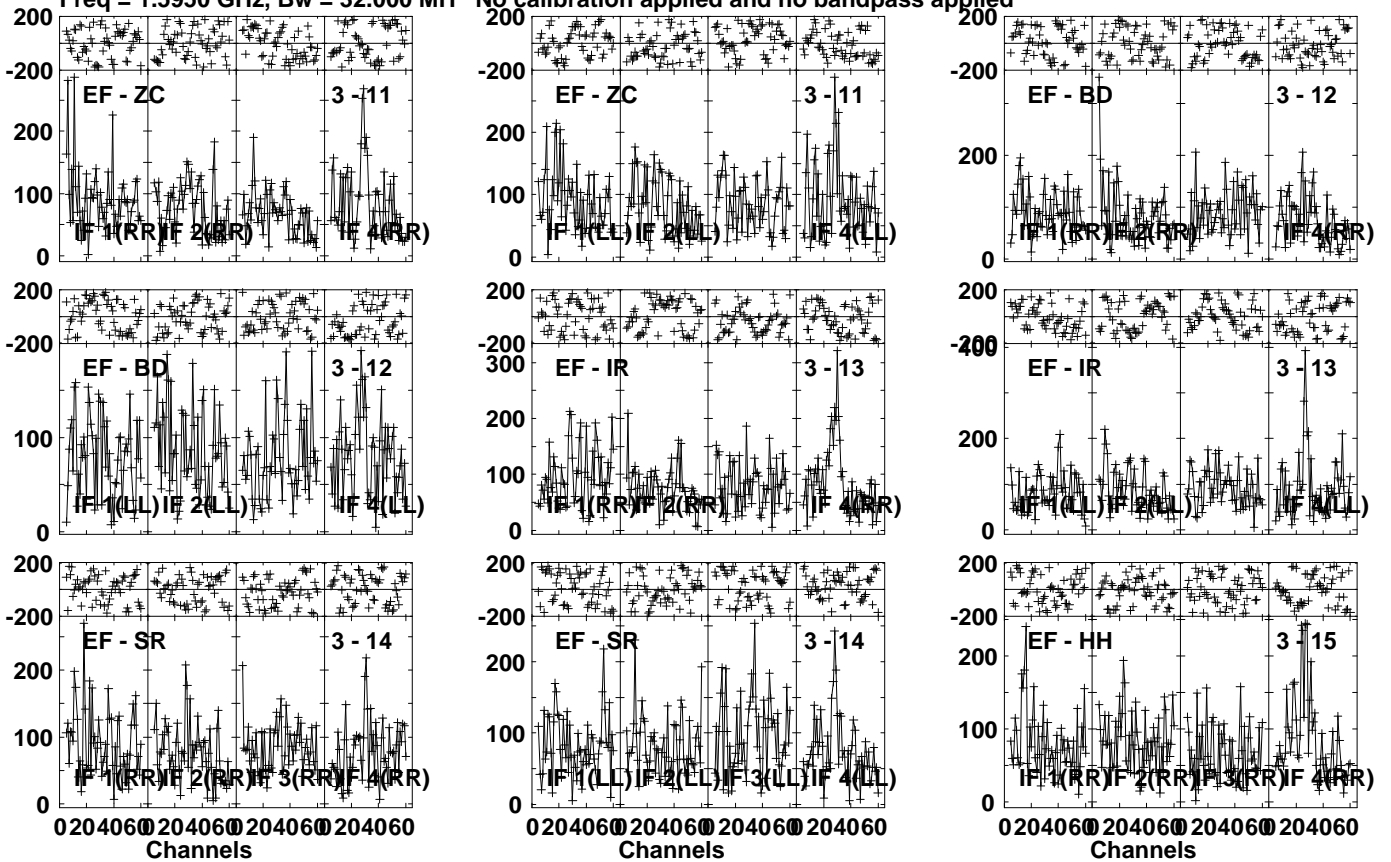 Freq = 1.5950 GHz, Bw = 32.000 MH No calibration applied and no bandpass applied
200 200 200
-200 -200 -200
EF - ZC 3 - 11 EF - ZC 3 - 11 EF - BD 3 - 12
200 200 200
100 100
IF 1(RR) IF 2(RR) IF 4(RR) IF 1(LL) IF 2(LL) IF 4(LL) IF 1(RR) IF 2(RR) IF 4(RR)
0 0 0
200 200 200
-200 -200 -200
400
EF - BD 3 - 12 EF - IR 3 - 13 EF - IR 3 - 13
300
200 200
100 100
IF 1(LL) IF 2(LL) IF 4(LL) IF 1(RR) IF 2(RR) IF 4(RR) IF 1(LL) IF 2(LL) IF 4(LL)
0 0 0
200 200 200
-200 -200 -200
EF - SR 3 - 14 EF - SR 3 - 14 EF - HH 3 - 15
200 200 200
100 100 100
IF 1(RR) IF 2(RR) IF 3(RR) IF 4(RR) IF 1(LL) IF 2(LL) IF 3(LL) IF 4(LL) IF 1(RR) IF 2(RR) IF 3(RR) IF 4(RR)
0 0 0
0 20 40 60 0 20 40 60 0 20 40 60 0 20 40 60 0 20 40 60 0 20 40 60 0 20 40 60 0 20 40 60 0 20 40 60 0 20 40 60 0 20 40 60 0 20 40 60
Channels Channels Channels